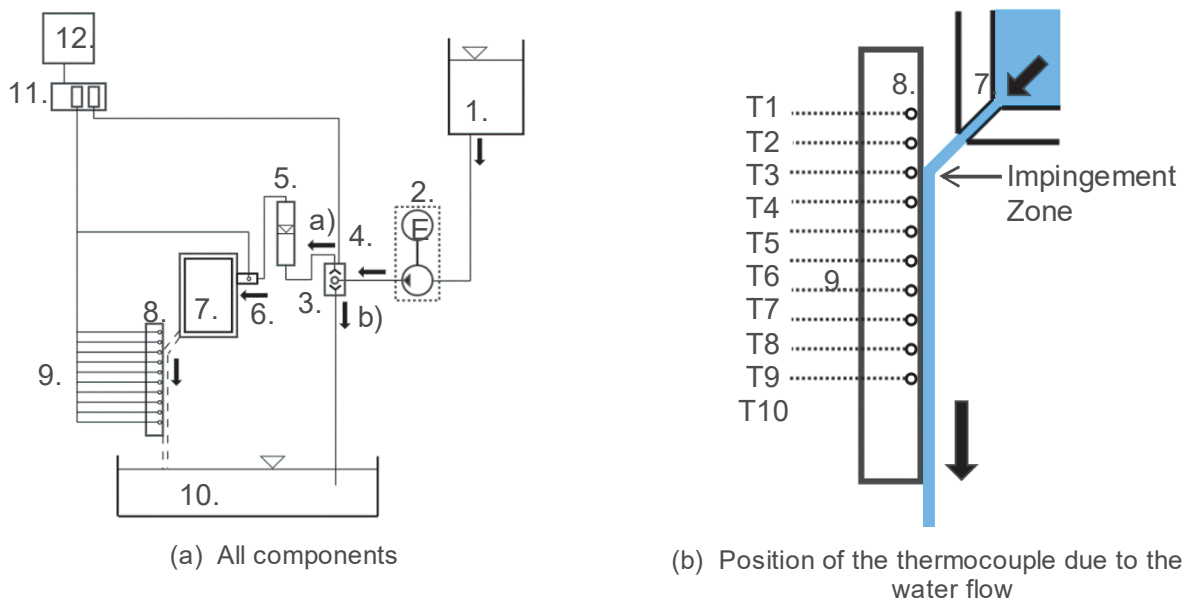 12.
11.
1.
2.
E
5.
a)
4.
3.
b)
6.
7.
8.
9.
10.
(a) All components
8.
7.
T1
T2
T3
T4
T5
T6
9.
T7
T8
T9
T10
Impingement
Zone
(b) Position of the thermocouple due to the
water flow